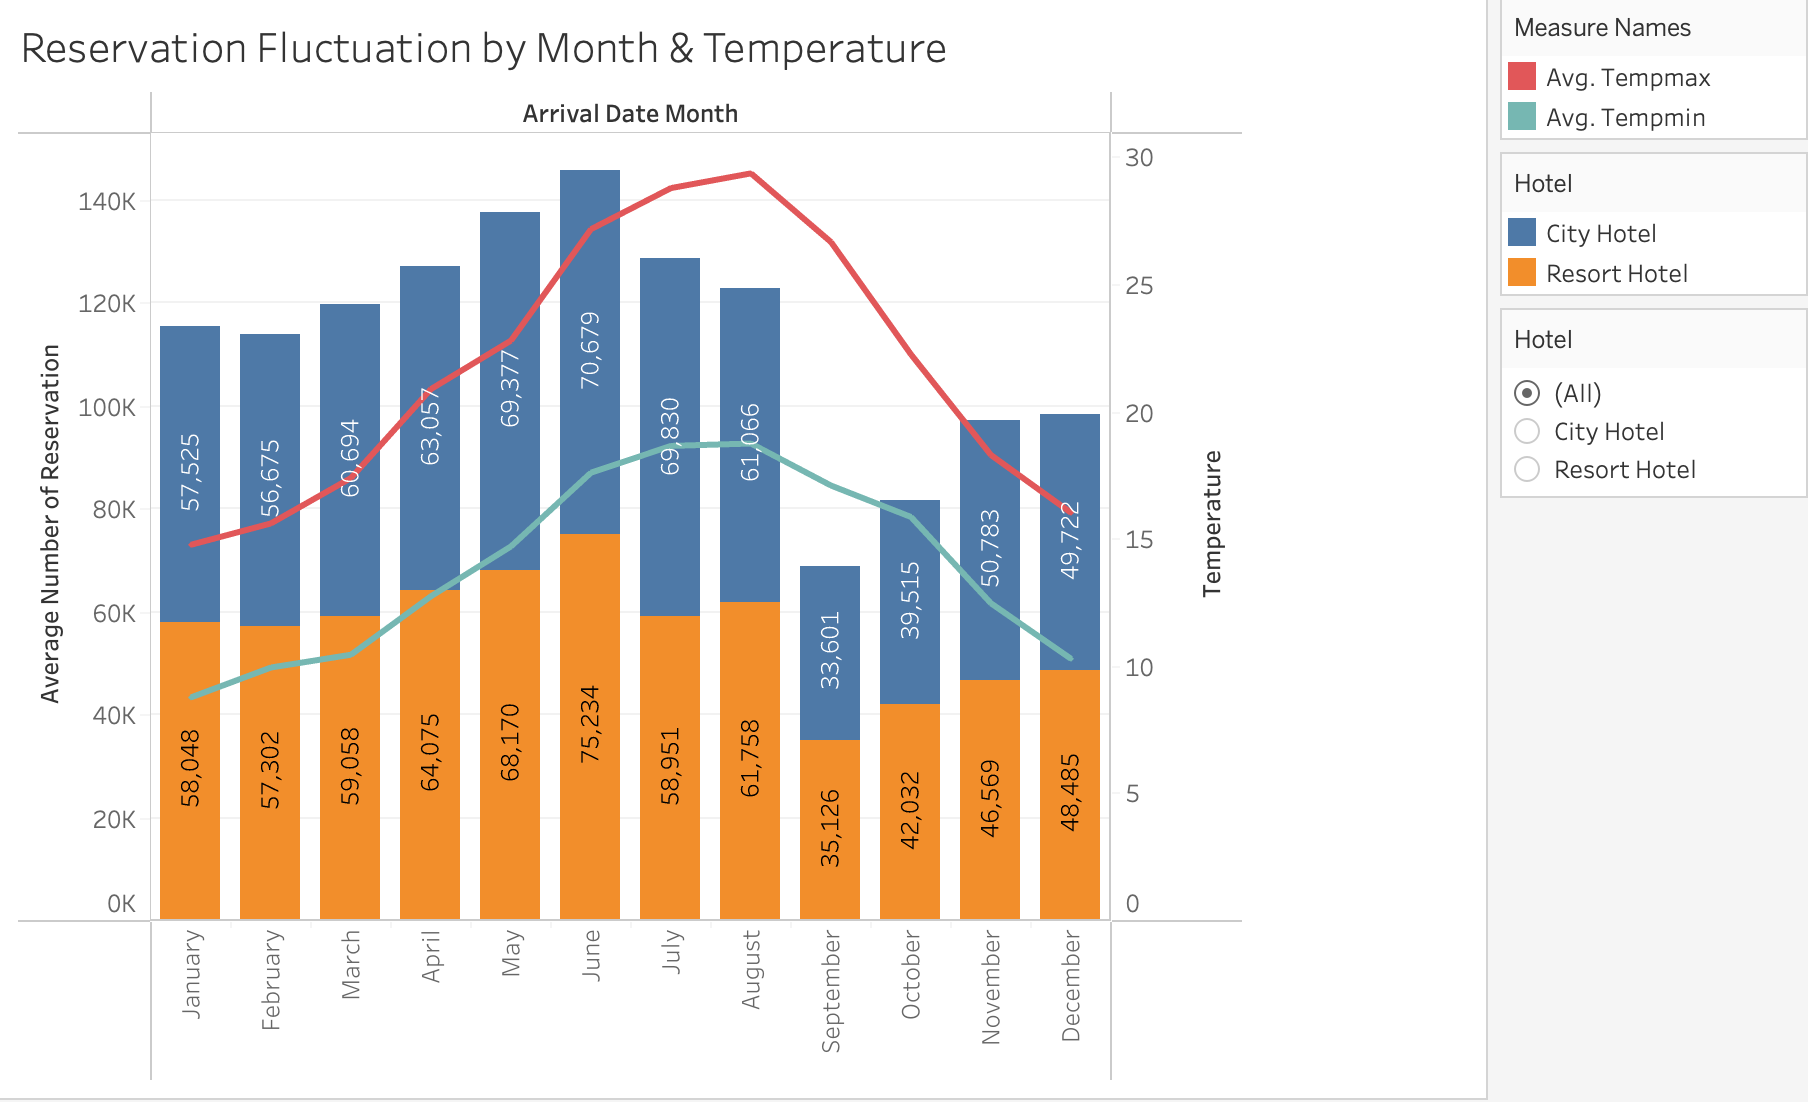 Reservation Fluctuation by Month & Temperature
Arrival Date Month
Average Number of Reservation
140K
120K
100K
80K
60K
40K
20K
0K
57,525
56,675
60,694
63,057
69,377
70,679
69,830
61,066
33,601
39,515
50,783
49,722
58,048
57,302
59,058
64,075
68,170
75,234
58,951
61,758
35,126
42,032
46,569
48,485
30
25
20
15
10
5
0
Temperature
January
February
March
April
May
June
July
August
September
October
November
December
Measure Names
Avg. Tempmax
Avg. Tempmin
Hotel
City Hotel
Resort Hotel
Hotel
(All)
City Hotel
Resort Hotel